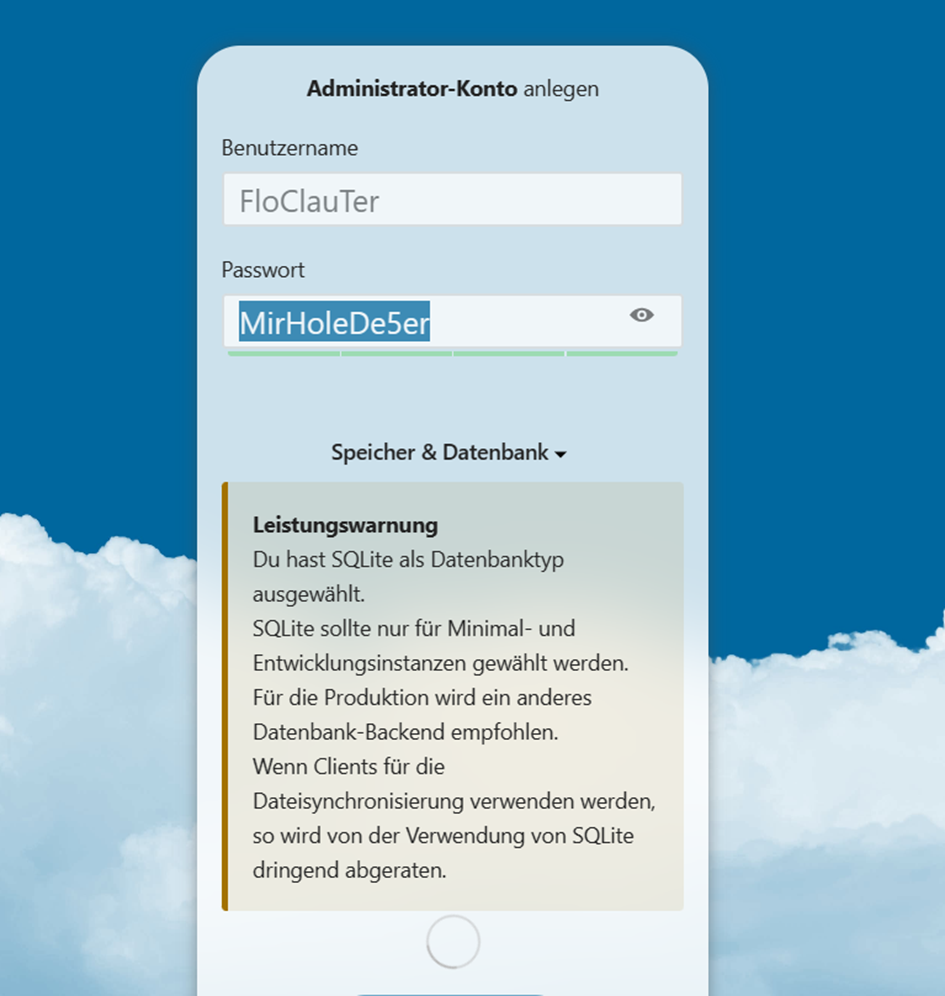 Administrator-Konto anlegen
Benutzername
FloClauTer
Passwort
MirHoleDe5er
Speicher & Datenbank
Leistungswarnung
Du hast SQLite als Datenbanktyp
ausgewählt.
SQLite sollte nur für Minimal- und
Entwicklungsinstanzen gewählt werden.
Für die Produktion wird ein anderes
Datenbank-Backend empfohlen.
Wenn Clients für die
Dateisynchronisierung verwenden werden,
so wird von der Verwendung von SQLite
dringend abgeraten.